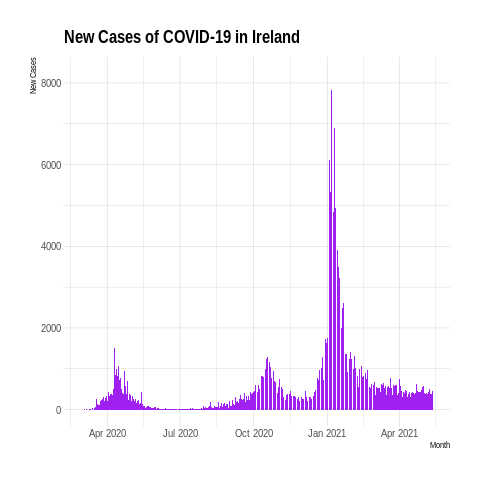 New Cases of COVID-19 in Ireland
New Cases
8000
6000
4000
2000
0
Apr 2020 Jul 2020 Oct 2020 Jan 2021 Apr 2021
Month